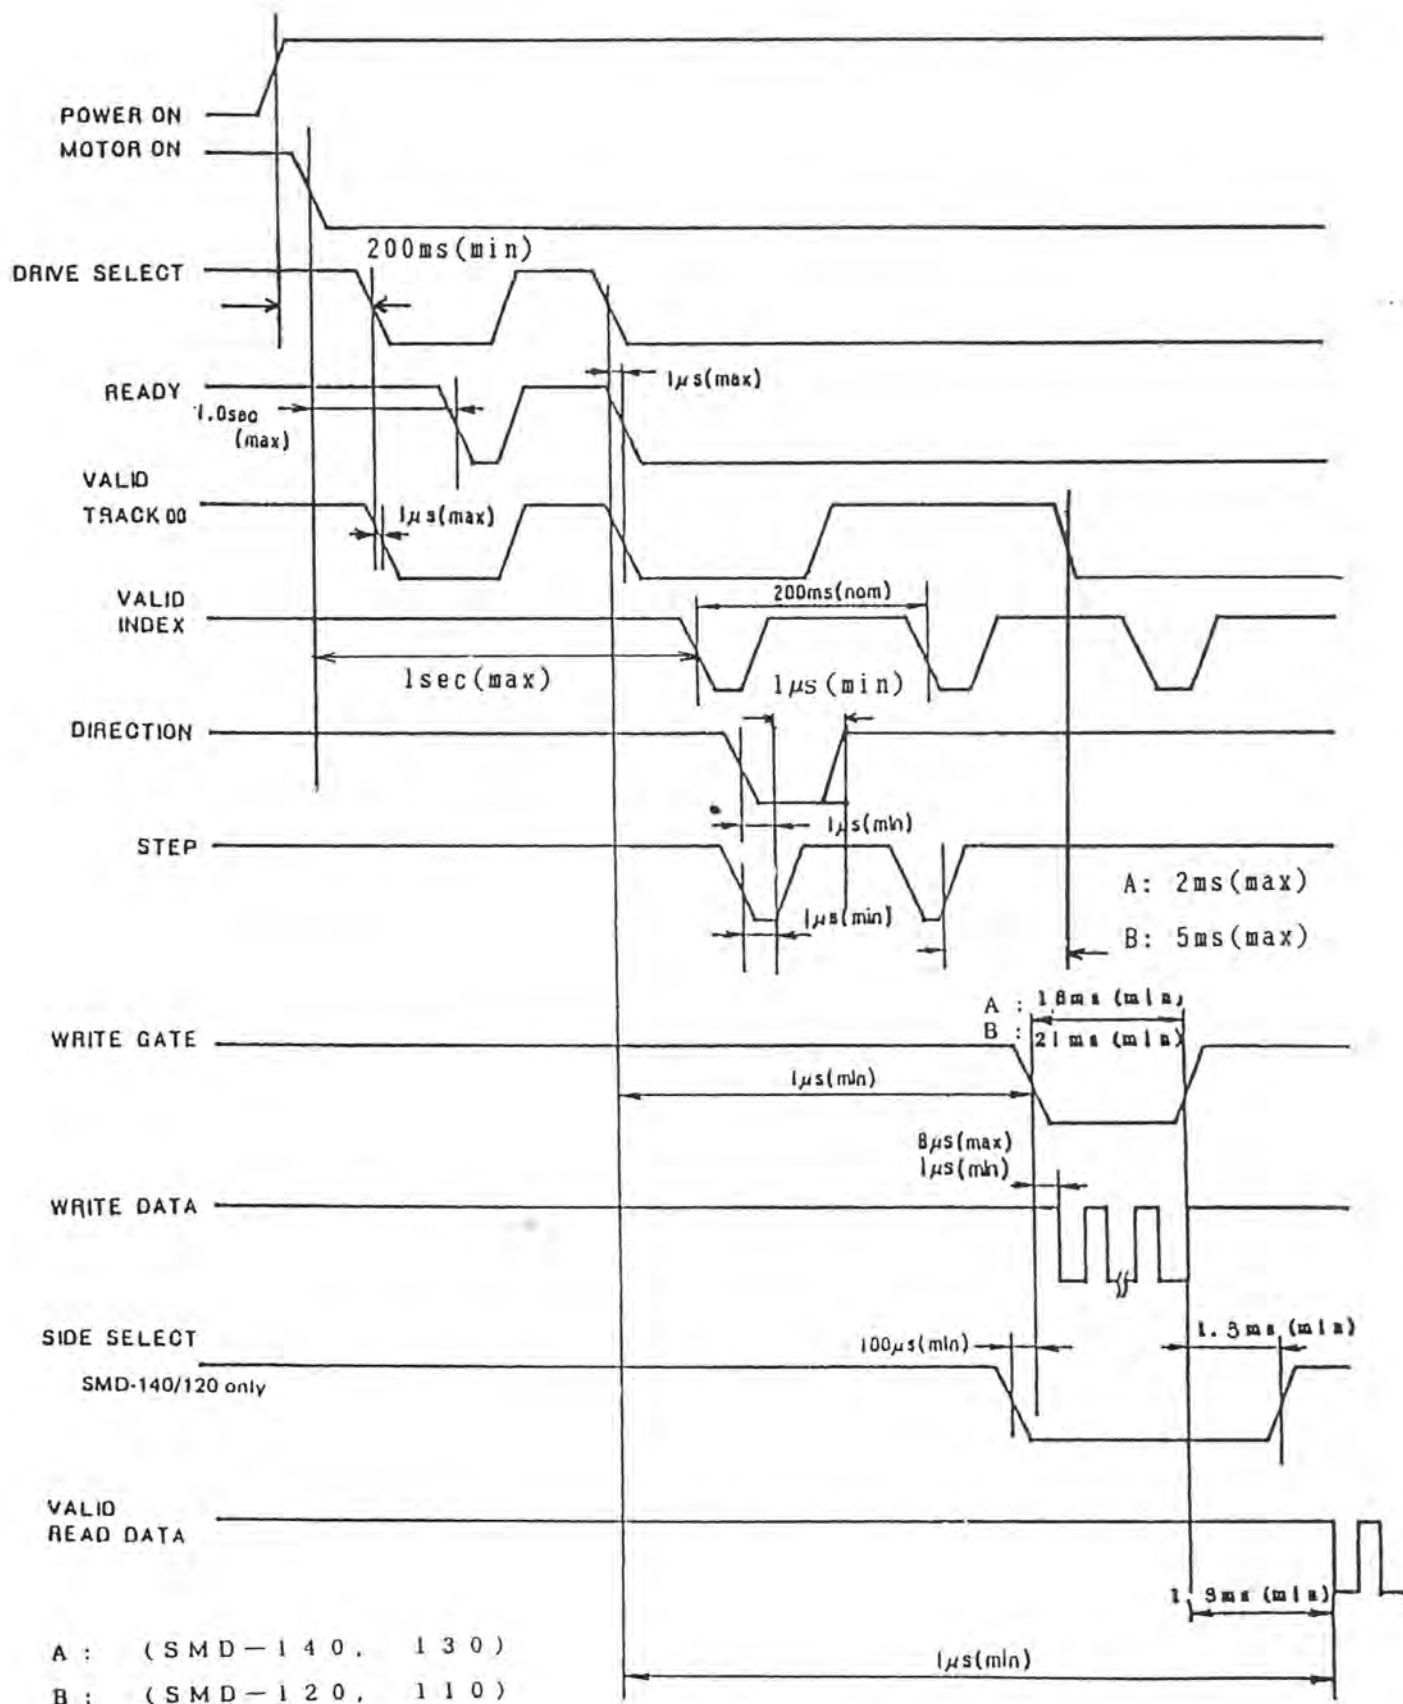 POWER ON
MOTOR ON
200ms(min)
DRIVE SELECT
READY
1μs(max)
1.0sec
(max)
VALID
TRACK 00
1μs(max)
VALID
INDEX
200ms(nom)
1sec(max)
1μs(min)
DIRECTION
1μs(min)
STEP
A: 2ms(max)
1μs(min)
B: 5ms(max)
A : 18ms (min)
WRITE GATE
B : 21ms (min)
1μs(min)
8μs(max)
1μs(min)
WRITE DATA
SIDE SELECT
100μs(min)
SMD-140/120 only
VALID
READ DATA
A : (SMD-140, 130)
1μs(min)
B : (SMD-120, 110)